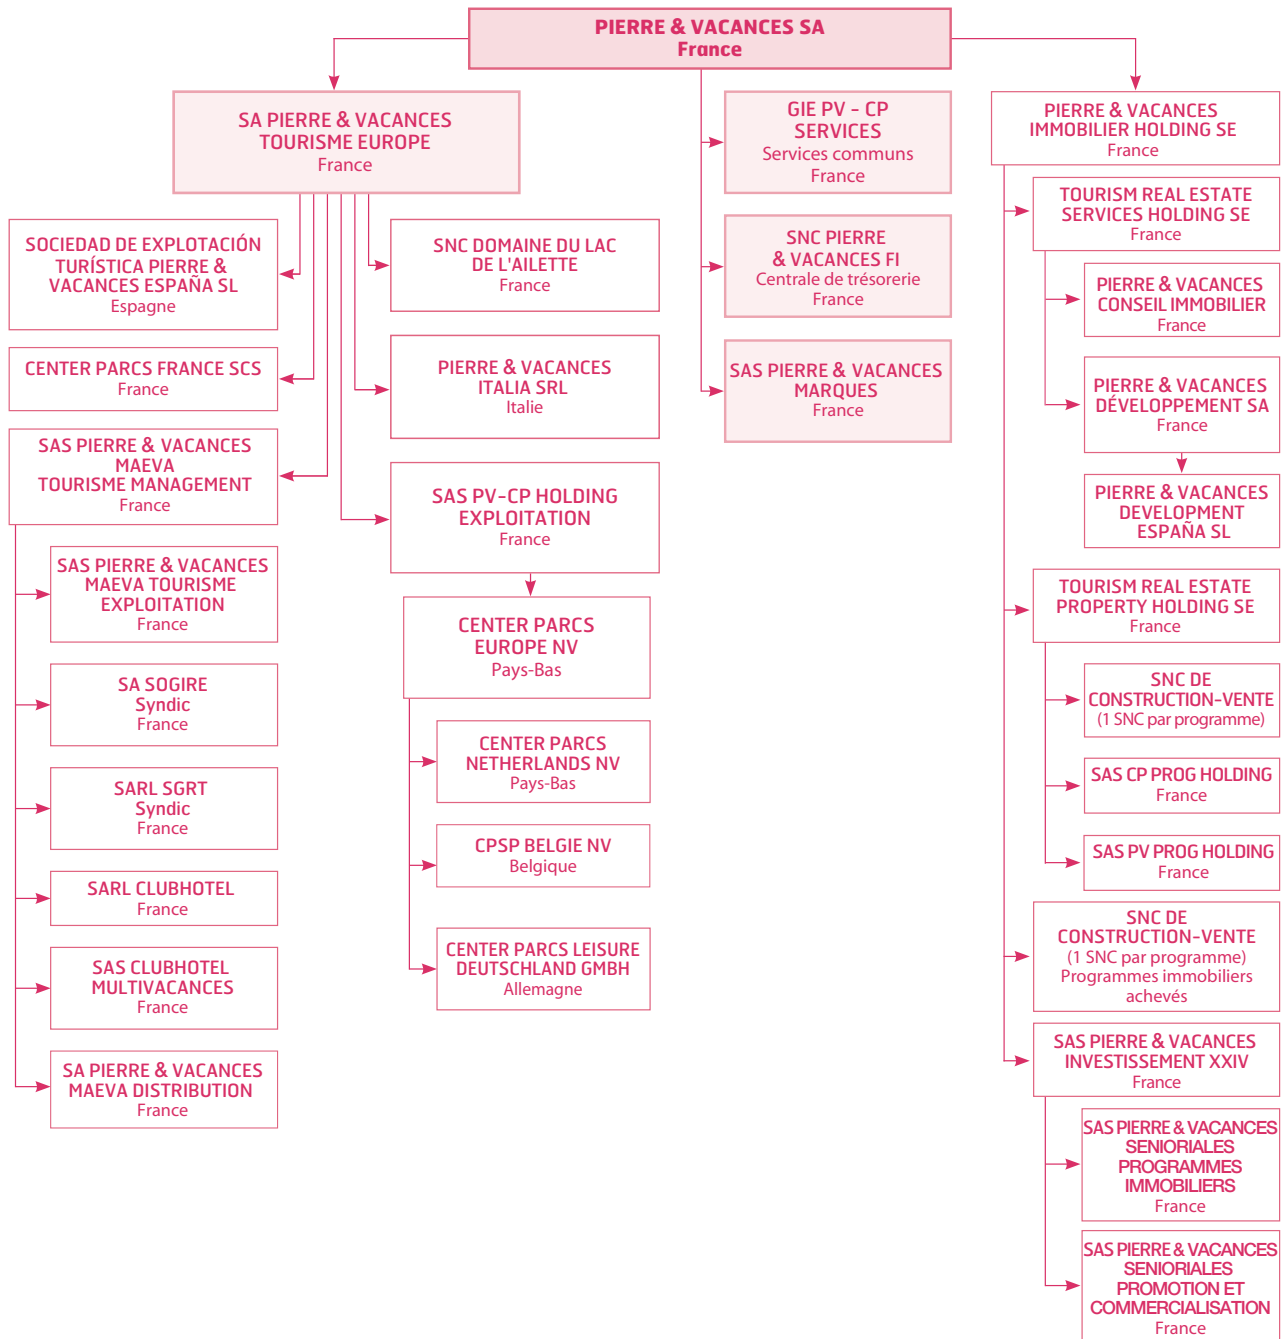 PIERRE & VACANCES SA
France
SA PIERRE & VACANCES
TOURISME EUROPE
France
SOCIEDAD DE EXPLOTACIÓN
TURÍSTICA PIERRE &
VACANCES ESPAÑA SL
Espagne
CENTER PARCS FRANCE SCS
France
SAS PIERRE & VACANCES
MAEVA
TOURISME MANAGEMENT
France
SAS PIERRE & VACANCES
MAEVA TOURISME
EXPLOITATION
France
SA SOGIRE
Syndic
France
SARL SGRT
Syndic
France
SARL CLUBHOTEL
France
SAS CLUBHOTEL
MULTIVACANCES
France
SA PIERRE & VACANCES
MAEVA DISTRIBUTION
France
SNC DOMAINE DU LAC
DE L'AILETTE
France
PIERRE & VACANCES
ITALIA SRL
Italie
SAS PV-CP HOLDING
EXPLOITATION
France
CENTER PARCS
EUROPE NV
Pays-Bas
CENTER PARCS
NETHERLANDS NV
Pays-Bas
CPSP BELGIE NV
Belgique
CENTER PARCS LEISURE
DEUTSCHLAND GMBH
Allemagne
GIE PV - CP
SERVICES
Services communs
France
SNC PIERRE
& VACANCES FI
Centrale de trésorerie
France
SAS PIERRE & VACANCES
MARQUES
France
PIERRE & VACANCES
IMMOBILIER HOLDING SE
France
TOURISM REAL ESTATE
SERVICES HOLDING SE
France
PIERRE & VACANCES
CONSEIL IMMOBILIER
France
PIERRE & VACANCES
DÉVELOPPEMENT SA
France
PIERRE & VACANCES
DEVELOPMENT
ESPAÑA SL
TOURISM REAL ESTATE
PROPERTY HOLDING SE
France
SNC DE
CONSTRUCTION-VENTE
(1 SNC par programme)
SAS CP PROG HOLDING
France
SAS PV PROG HOLDING
France
SNC DE
CONSTRUCTION-VENTE
(1 SNC par programme)
Programmes immobiliers
achevés
SAS PIERRE & VACANCES
INVESTISSEMENT XXIV
France
SAS PIERRE & VACANCES
SENIORIALES
PROGRAMMES
IMMOBILIERS
France
SAS PIERRE & VACANCES
SENIORIALES
PROMOTION ET
COMMERCIALISATION
France